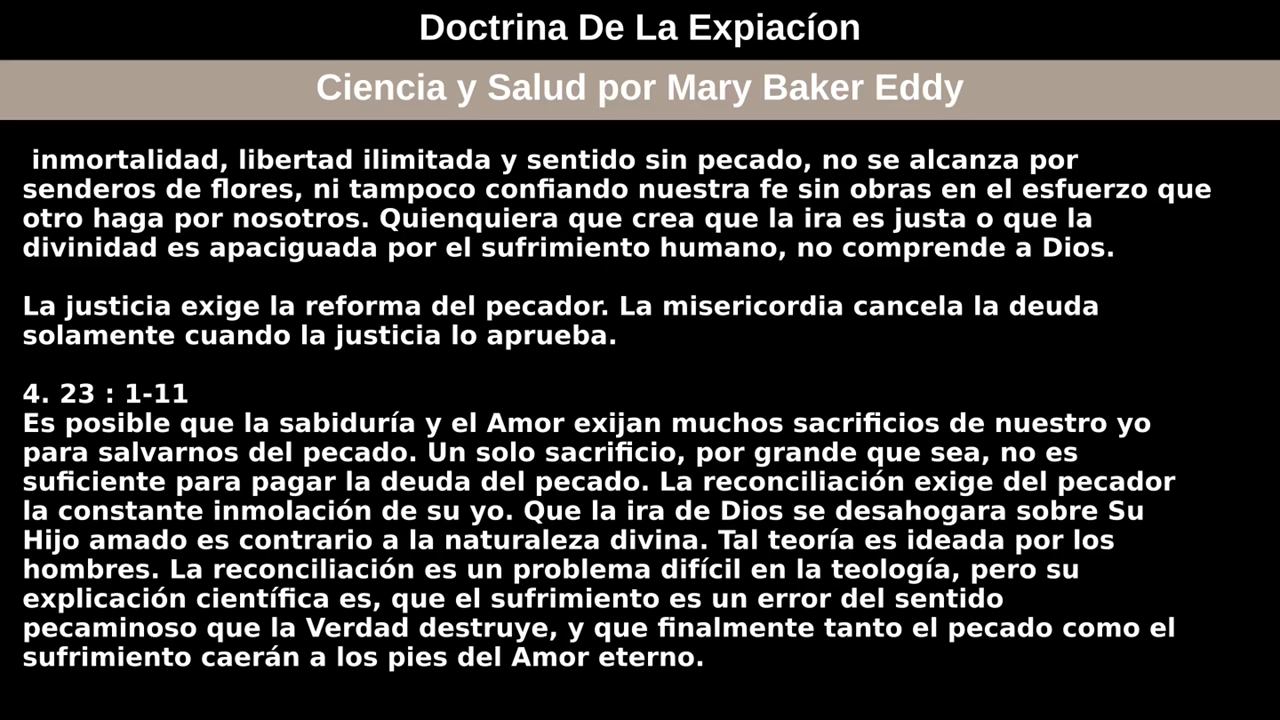 Doctrina De La Expiacíon
Ciencia y Salud por Mary Baker Eddy
inmortalidad, libertad ilimitada y sentido sin pecado, no se alcanza por
senderos de flores, ni tampoco confiando nuestra fe sin obras en el esfuerzo que
otro haga por nosotros. Quienquiera que crea que la ira es justa o que la
divinidad es apaciguada por el sufrimiento humano, no comprende a Dios.
La justicia exige la reforma del pecador. La misericordia cancela la deuda
solamente cuando la justicia lo aprueba.
4. 23 : 1-11
Es posible que la sabiduría y el Amor exijan muchos sacrificios de nuestro yo
para salvarnos del pecado. Un solo sacrificio, por grande que sea, no es
suficiente para pagar la deuda del pecado. La reconciliación exige del pecador
la constante inmolación de su yo. Que la ira de Dios se desahogara sobre Su
Hijo amado es contrario a la naturaleza divina. Tal teoría es ideada por los
hombres. La reconciliación es un problema difícil en la teología, pero su
explicación científica es, que el sufrimiento es un error del sentido
pecaminoso que la Verdad destruye, y que finalmente tanto el pecado como el
sufrimiento caerán a los pies del Amor eterno.